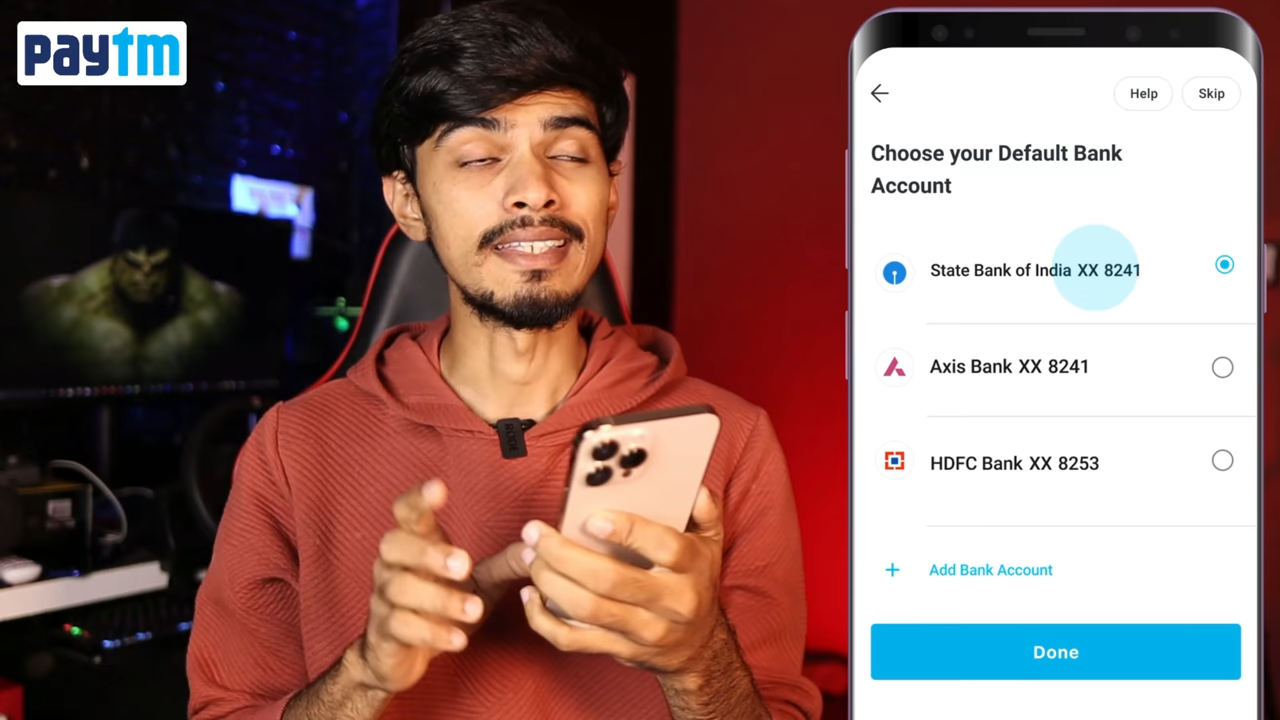 paytm
Help
Skip
Choose your Default Bank
Account
State Bank of India XX 8241
Axis Bank XX 8241
HDFC Bank XX 8253
+ Add Bank Account
Done
RODE